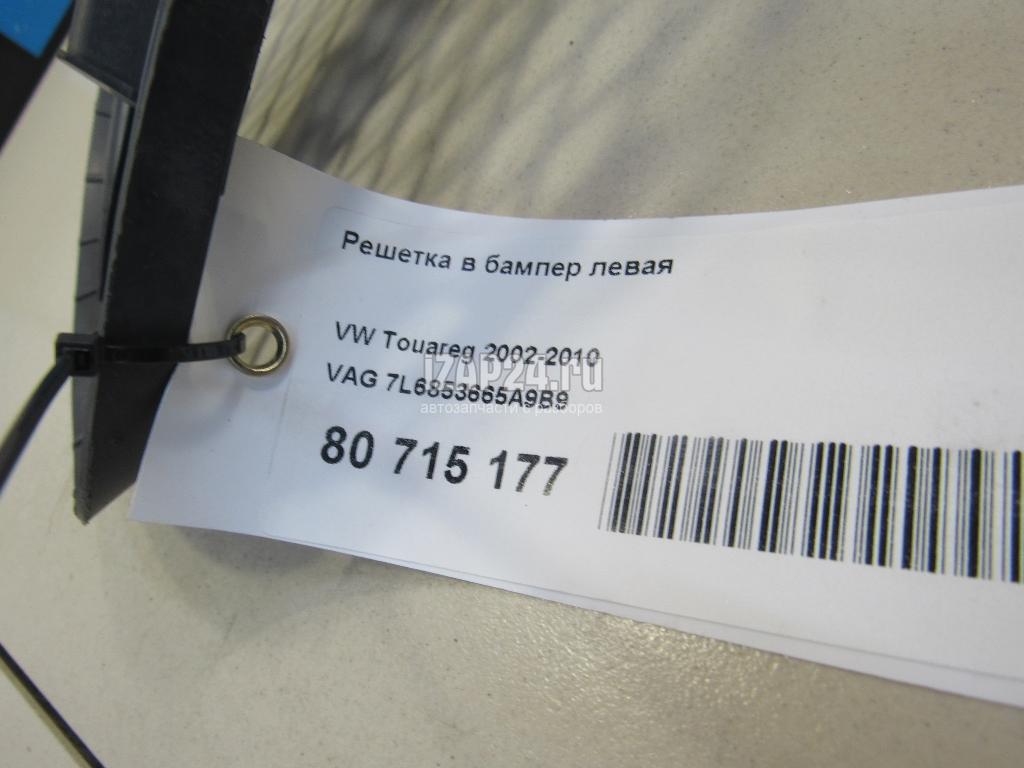 Решетка в бампер левая
VW Touareg 2002-2010
iZAP24.ru
VAG 7L6853665A9B9
автозапчасти с разборов
80 715 177